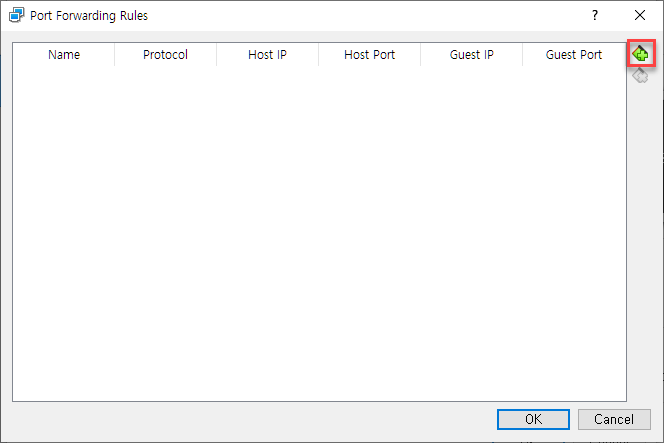 Port Forwarding Rules
?
Name Protocol Host IP Host Port Guest IP Guest Port
OK Cancel